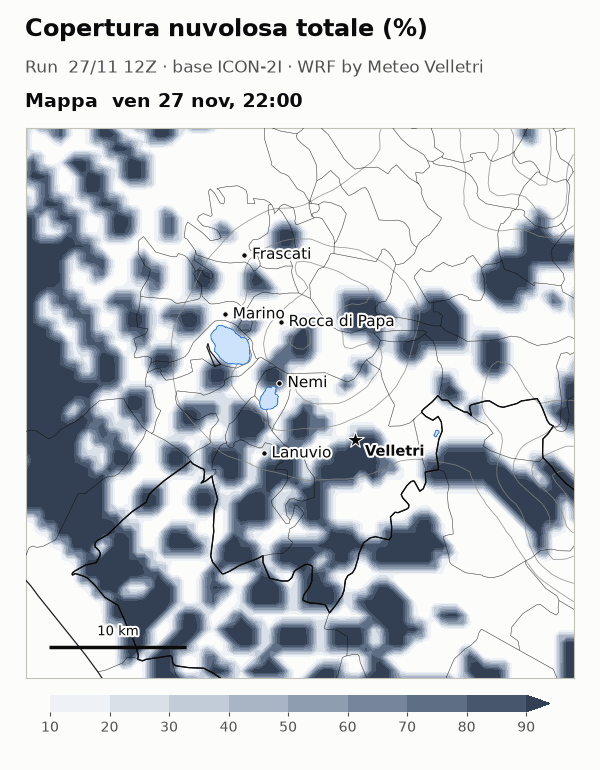 Copertura nuvolosa totale (%)
Run  27/11 12Z · base ICON-2I · WRF by Meteo Velletri
Mappa  ven 27 nov, 22:00
Frascati
Marino
Rocca di Papa
Nemi
Velletri
Lanuvio
10 km
10 20 30 40 50 60 70 80 90